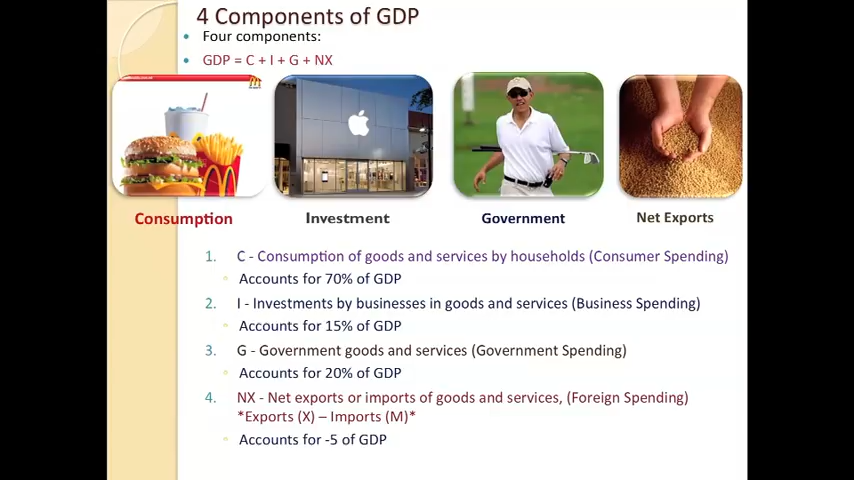 4 Components of GDP
Four components:
GDP = C + I + G + NX
Consumption
Investment
Government
Net Exports
1. C - Consumption of goods and services by households (Consumer Spending)
Accounts for 70% of GDP
2. I - Investments by businesses in goods and services (Business Spending)
Accounts for 15% of GDP
3. G - Government goods and services (Government Spending)
Accounts for 20% of GDP
4. NX - Net exports or imports of goods and services, (Foreign Spending)
*Exports (X) – Imports (M)*
Accounts for -5 of GDP